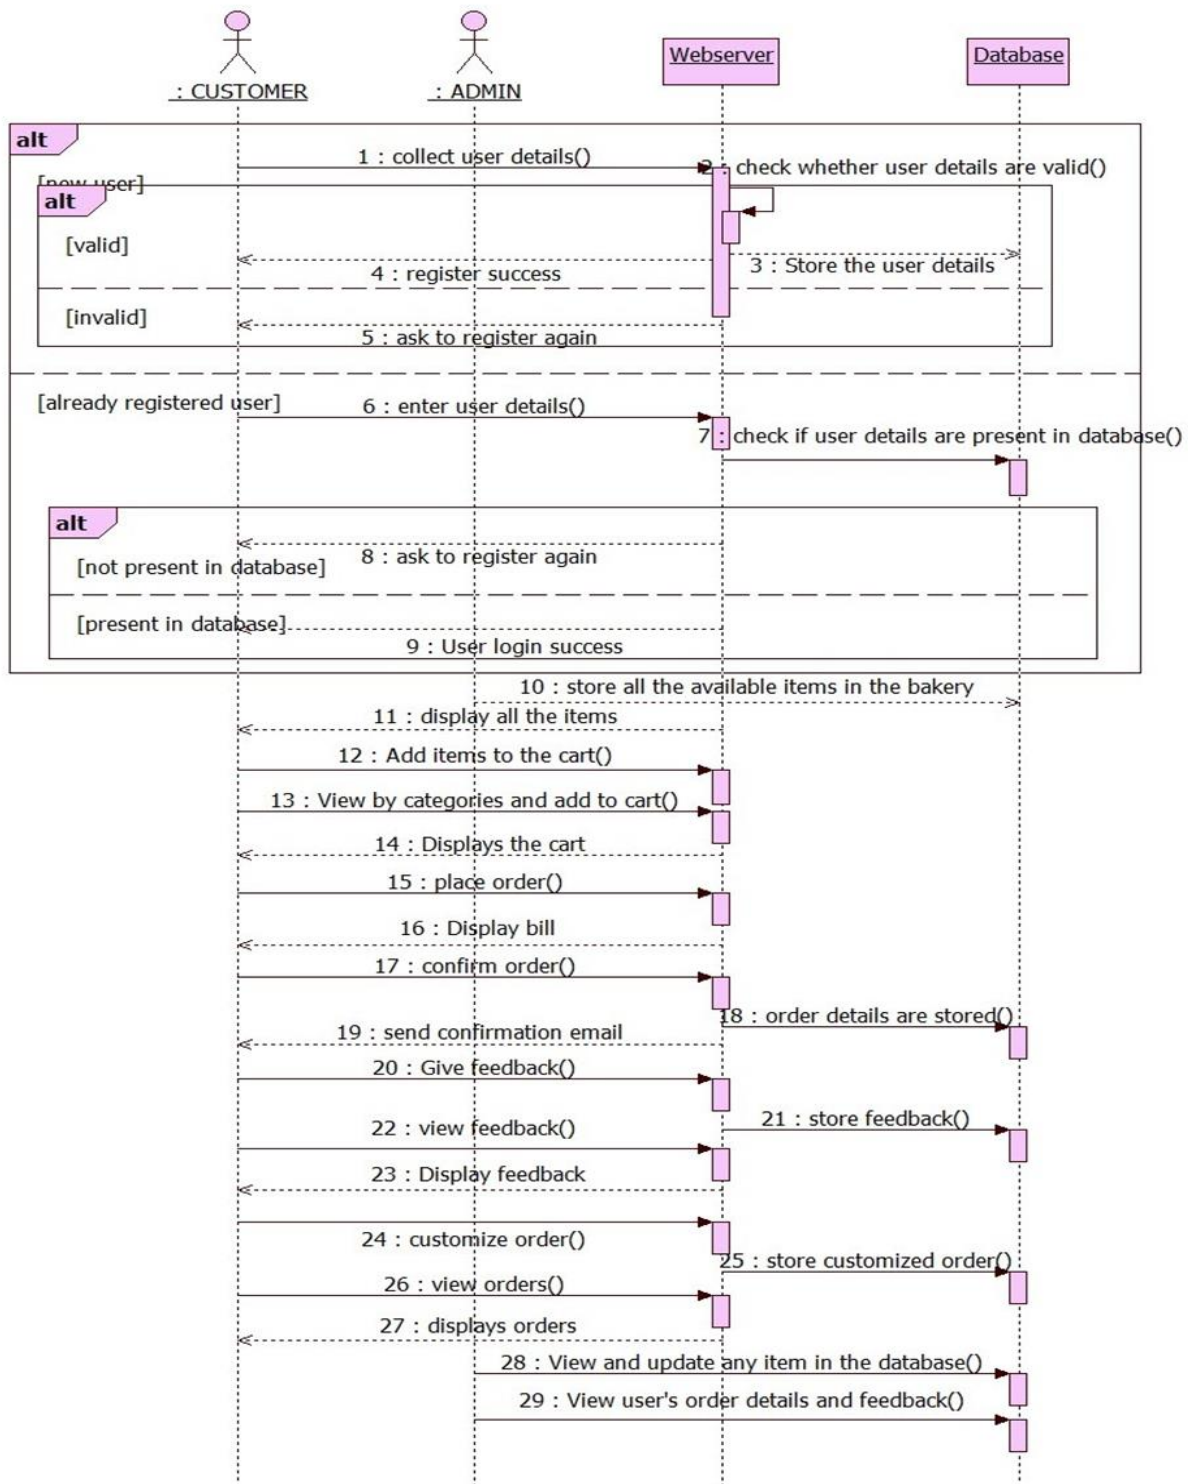 : CUSTOMER
: ADMIN
Webserver
Database
alt
1 : collect user details()
2 : check whether user details are valid()
[new user]
alt
[valid]
3 : Store the user details
4 : register success
[invalid]
5 : ask to register again
[already registered user]
6 : enter user details()
7 : check if user details are present in database()
alt
8 : ask to register again
[not present in database]
[present in database]
9 : User login success
10 : store all the available items in the bakery
11 : display all the items
12 : Add items to the cart()
13 : View by categories and add to cart()
14 : Displays the cart
15 : place order()
16 : Display bill
17 : confirm order()
18 : order details are stored()
19 : send confirmation email
20 : Give feedback()
21 : store feedback()
22 : view feedback()
23 : Display feedback
24 : customize order()
25 : store customized order()
26 : view orders()
27 : displays orders
28 : View and update any item in the database()
29 : View user's order details and feedback()